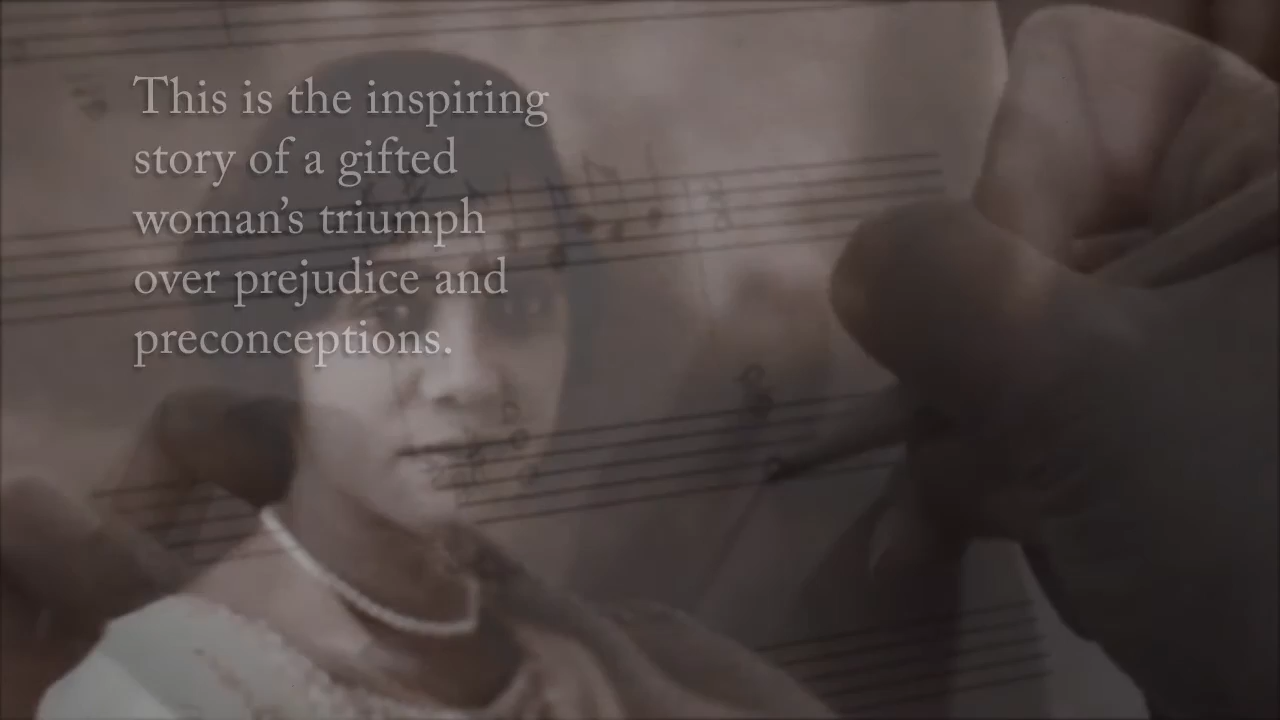 This is the inspiring
story of a gifted
woman’s triumph
over prejudice and
preconceptions.